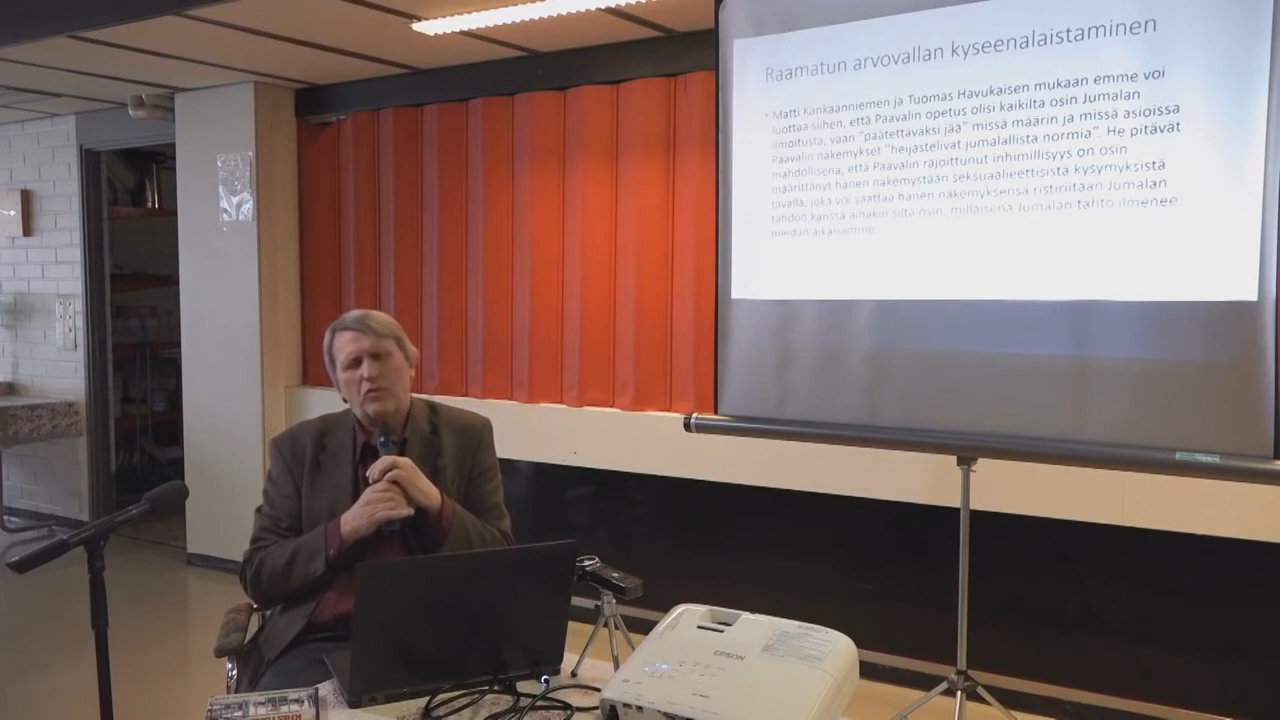 Raamatun arvovallan kyseenalaistaminen
• Matti Kankaanniemen ja Tuomas Havukaisen mukaan emme voi
luottaa siihen, että Paavalin opetus olisi kaikilta osin Jumalan
ilmoitusta, vaan "päätettäväksi jää" missä määrin ja missä asioissa
Paavalin näkemykset "heijastelivat jumalallista normia". He pitävät
mahdollisena, että Paavalin rajoittunut inhimillisyys on osin
määrittänyt hänen näkemystään seksuaalieettisistä kysymyksistä
tavalla, joka voi saattaa hänen näkemyksensä ristiriitaan Jumalan
tahdon kanssa ainakin siltä osin, millaisena Jumalan tahto ilmenee
meidän aikanamme.
EPSON